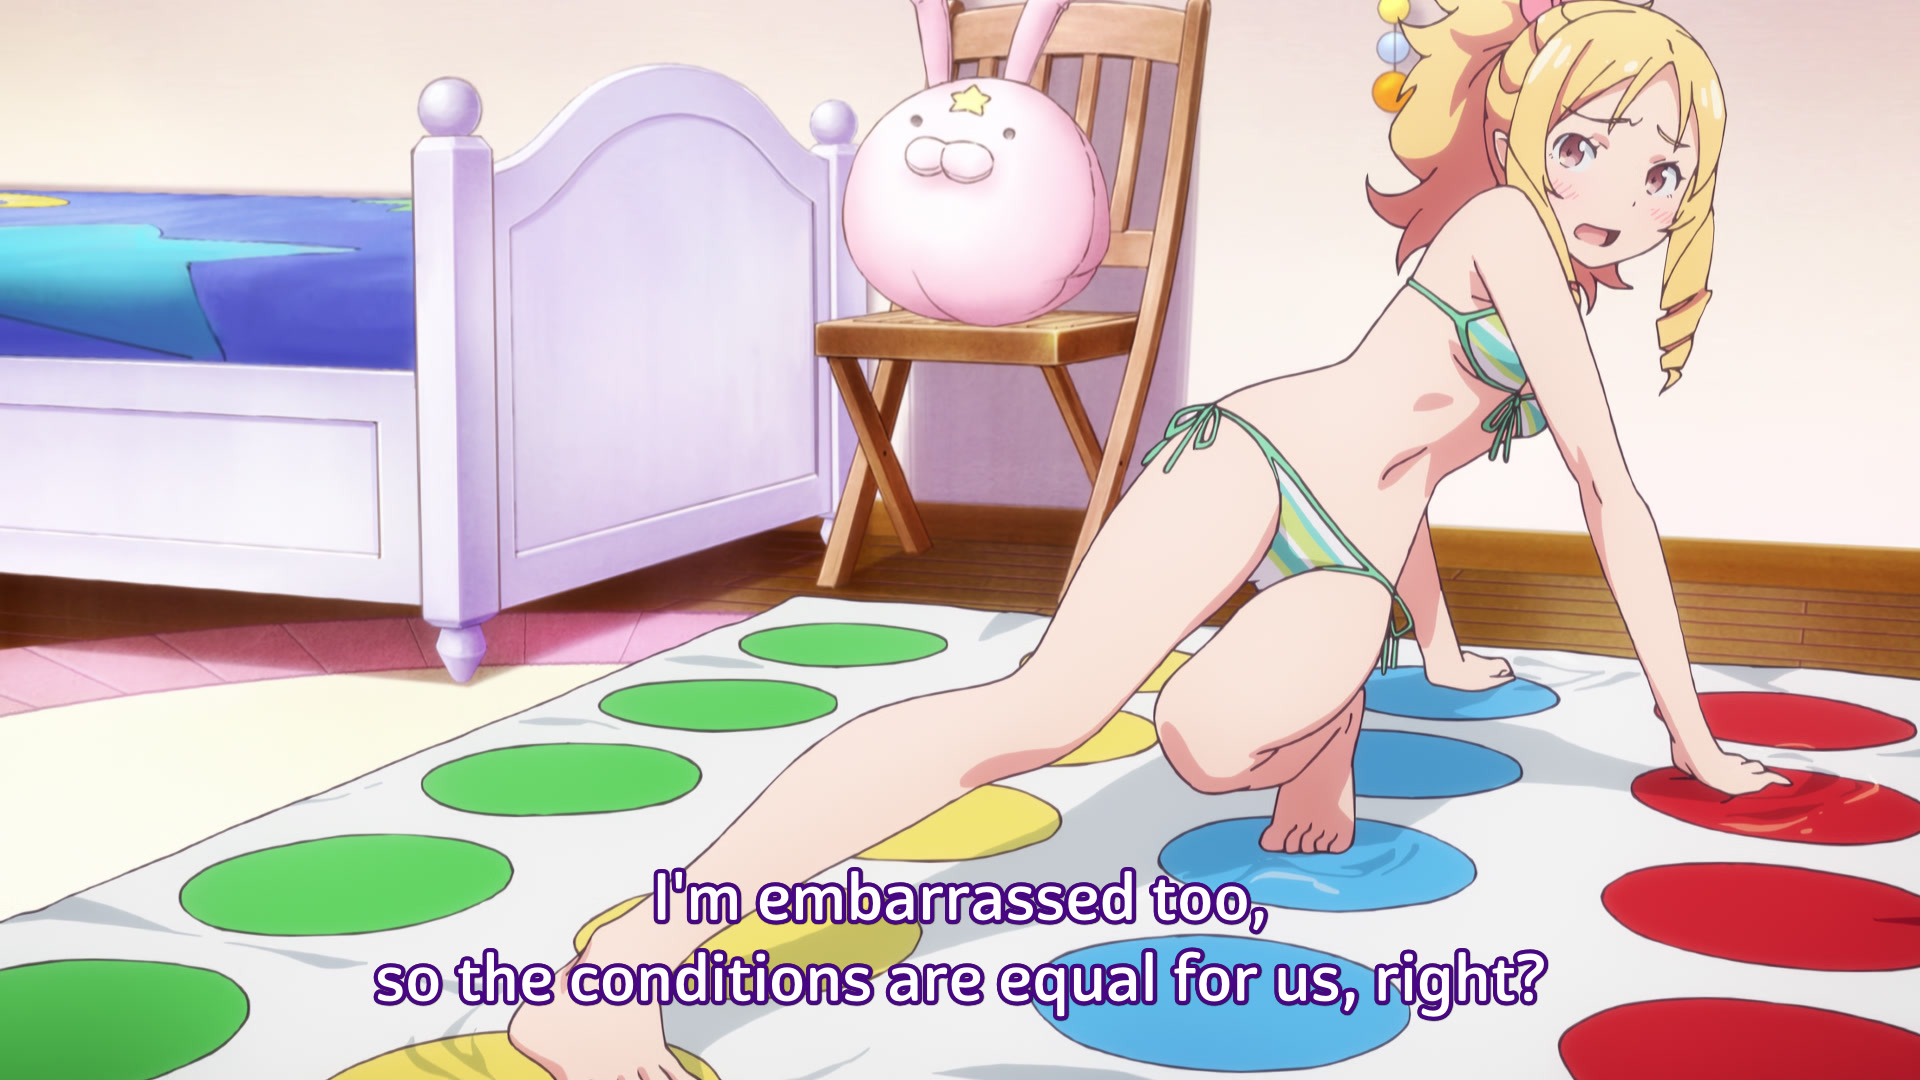 I'm embarrassed too,
so the conditions are equal for us, right?